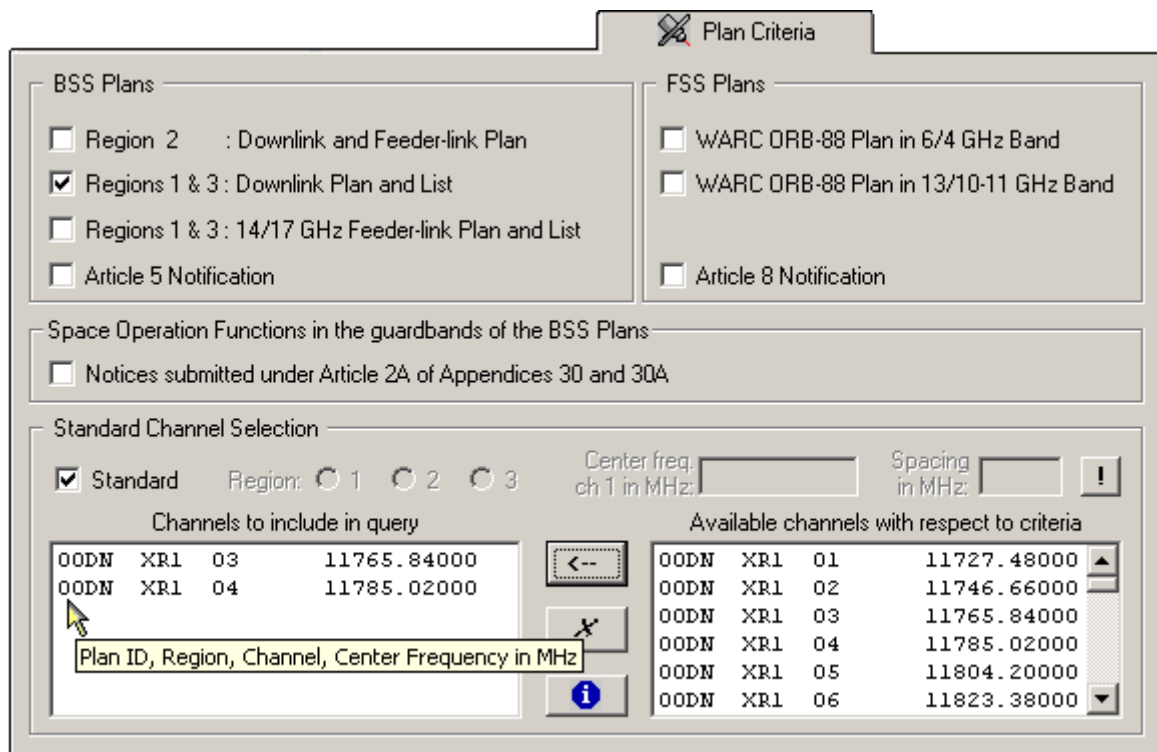 Plan Criteria
BSS Plans
Region 2 : Downlink and Feeder-link Plan
Regions 1 & 3 : Downlink Plan and List
Regions 1 & 3 : 14/17 GHz Feeder-link Plan and List
Article 5 Notification
FSS Plans
WARC ORB-88 Plan in 6/4 GHz Band
WARC ORB-88 Plan in 13/10-11 GHz Band
Article 8 Notification
Space Operation Functions in the guardbands of the BSS Plans
Notices submitted under Article 2A of Appendices 30 and 30A
Standard Channel Selection
Standard
Region: 1 2 3
Center freq.
ch 1 in MHz:
Spacing
in MHz:
!
Channels to include in query
00DN XR1 03 11765.84000
00DN XR1 04 11785.02000
Plan ID, Region, Channel, Center Frequency in MHz
<--
x
i
Available channels with respect to criteria
00DN XR1 01 11727.48000
00DN XR1 02 11746.66000
00DN XR1 03 11765.84000
00DN XR1 04 11785.02000
00DN XR1 05 11804.20000
00DN XR1 06 11823.38000